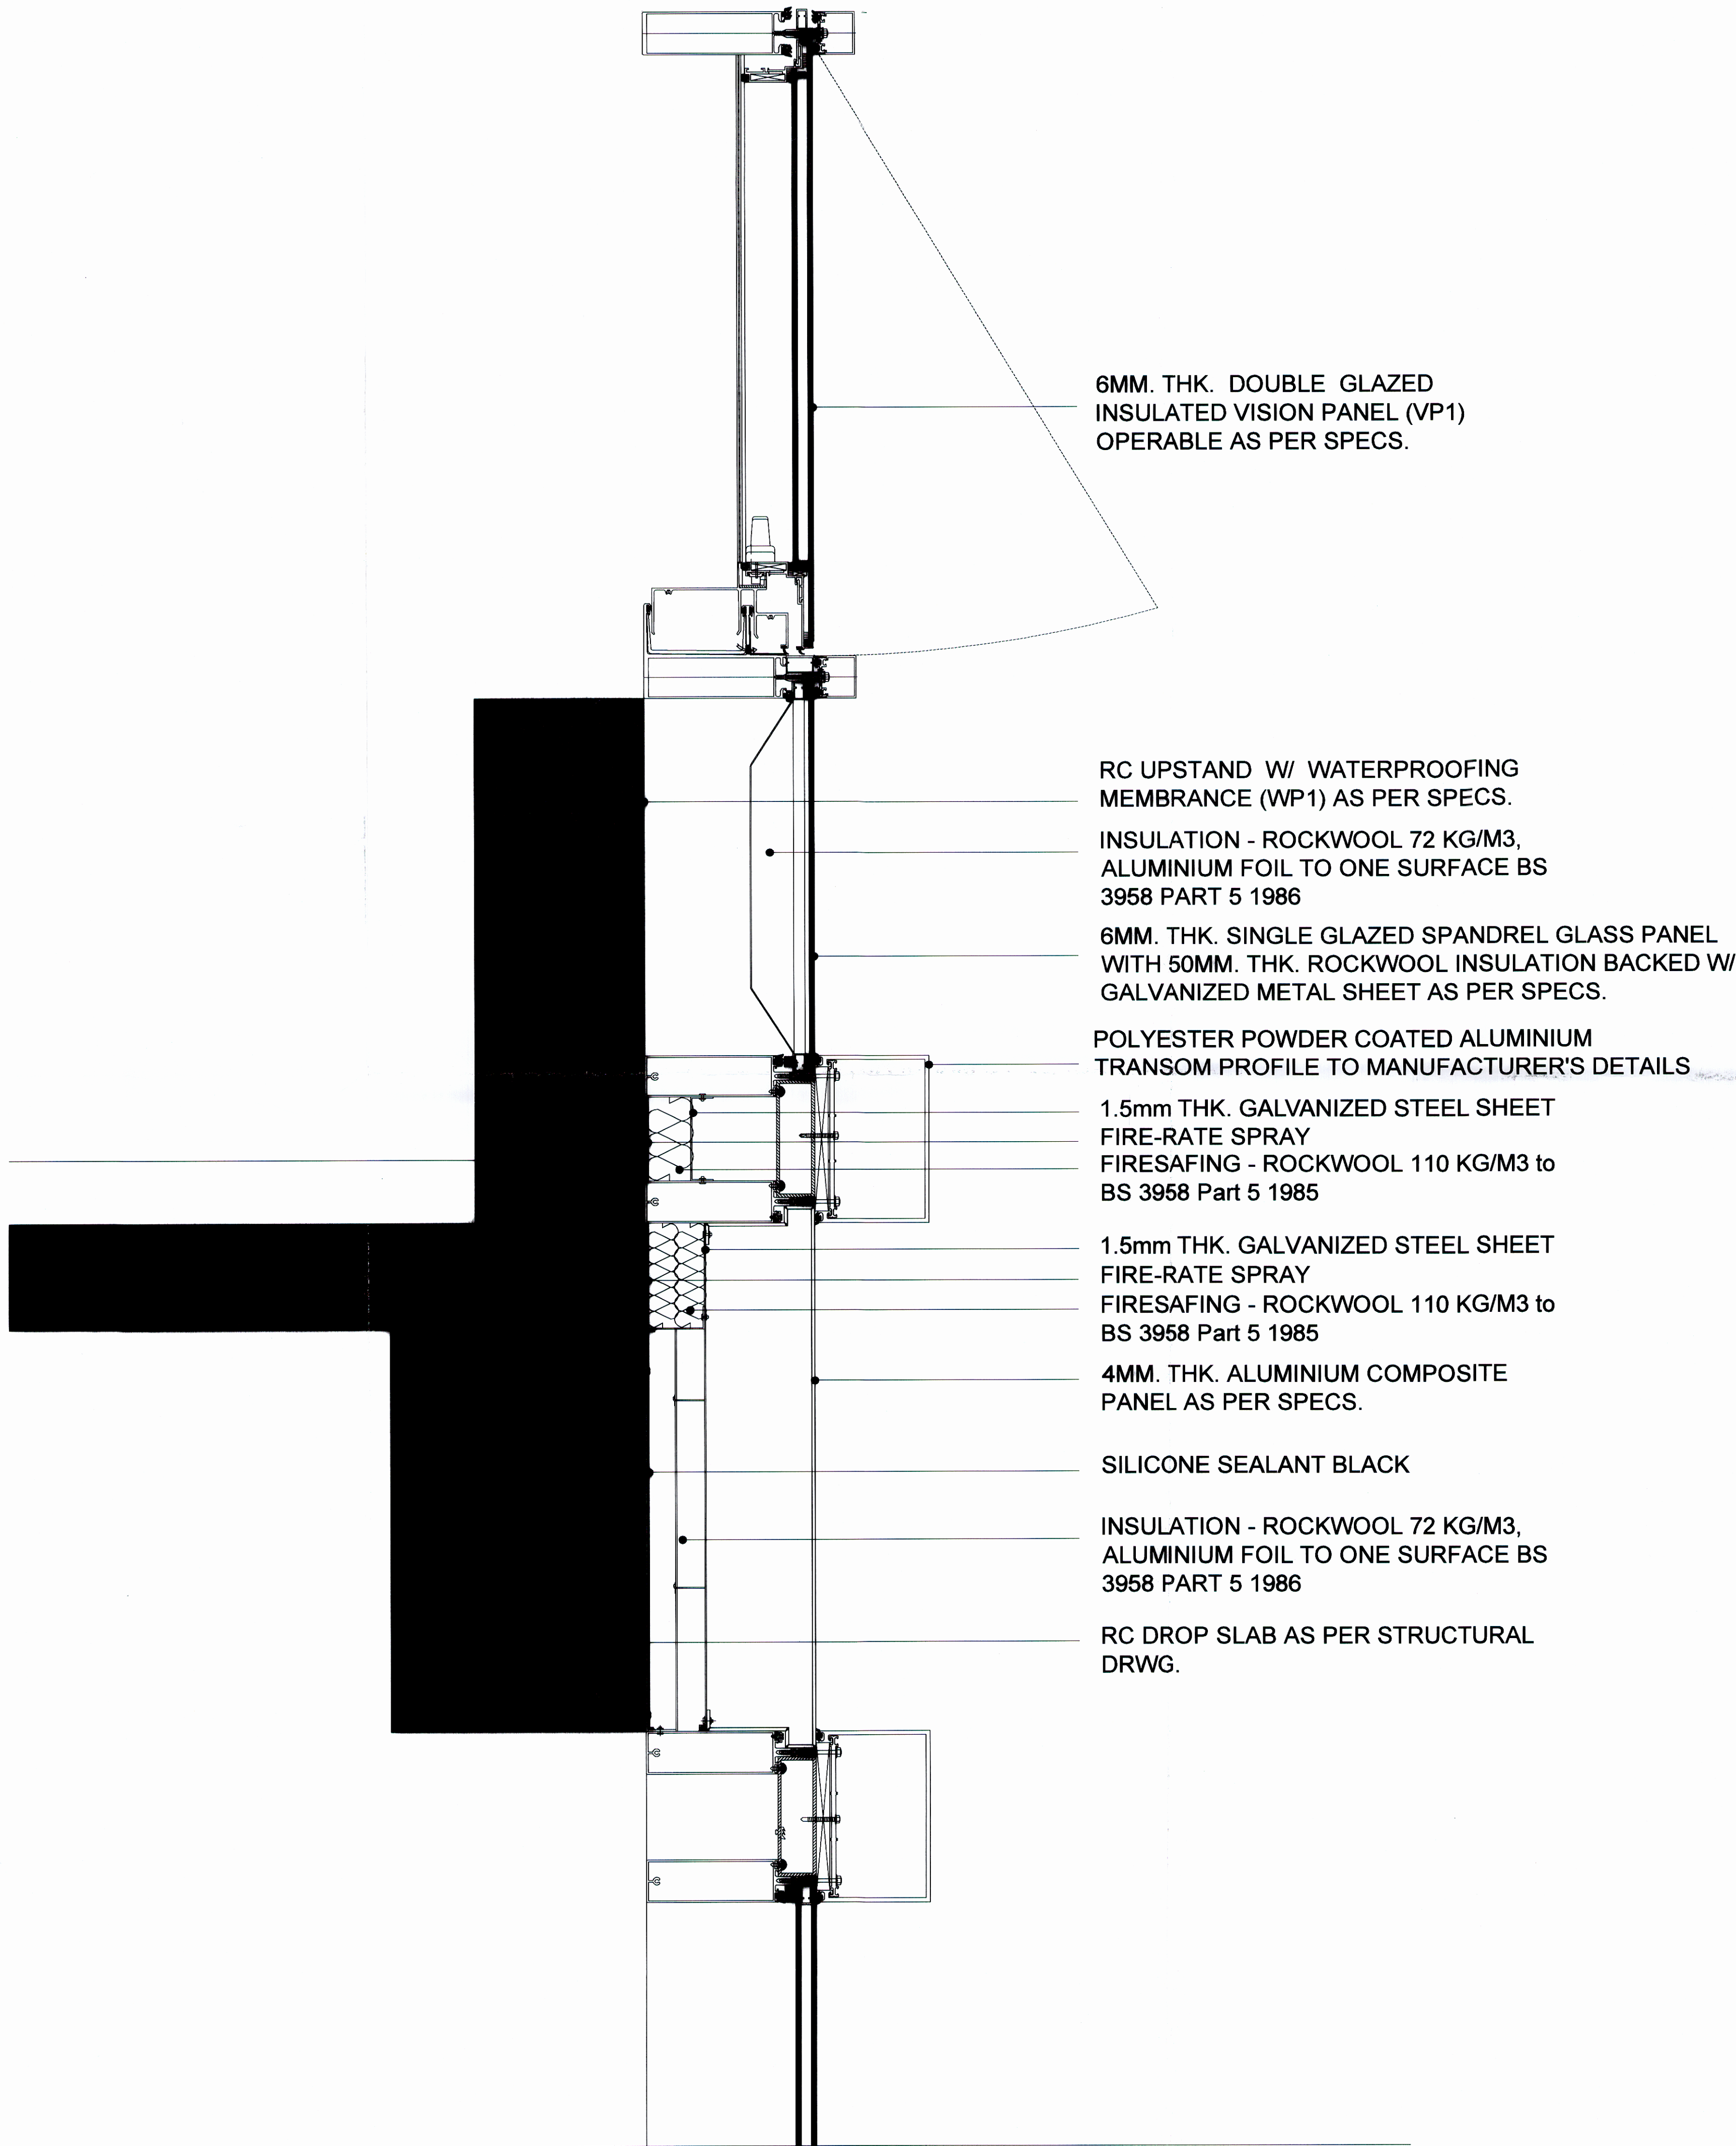 6MM. THK. DOUBLE GLAZED
INSULATED VISION PANEL (VP1)
OPERABLE AS PER SPECS.
RC UPSTAND W/ WATERPROOFING
MEMBRANCE (WP1) AS PER SPECS.
INSULATION - ROCKWOOL 72 KG/M3,
ALUMINIUM FOIL TO ONE SURFACE BS
3958 PART 5 1986
6MM. THK. SINGLE GLAZED SPANDREL GLASS PANEL
WITH 50MM. THK. ROCKWOOL INSULATION BACKED W/
GALVANIZED METAL SHEET AS PER SPECS.
POLYESTER POWDER COATED ALUMINIUM
TRANSOM PROFILE TO MANUFACTURER'S DETAILS
1.5mm THK. GALVANIZED STEEL SHEET
FIRE-RATE SPRAY
FIRESAFING - ROCKWOOL 110 KG/M3 to
BS 3958 Part 5 1985
1.5mm THK. GALVANIZED STEEL SHEET
FIRE-RATE SPRAY
FIRESAFING - ROCKWOOL 110 KG/M3 to
BS 3958 Part 5 1985
4MM. THK. ALUMINIUM COMPOSITE
PANEL AS PER SPECS.
SILICONE SEALANT BLACK
INSULATION - ROCKWOOL 72 KG/M3,
ALUMINIUM FOIL TO ONE SURFACE BS
3958 PART 5 1986
RC DROP SLAB AS PER STRUCTURAL
DRWG.